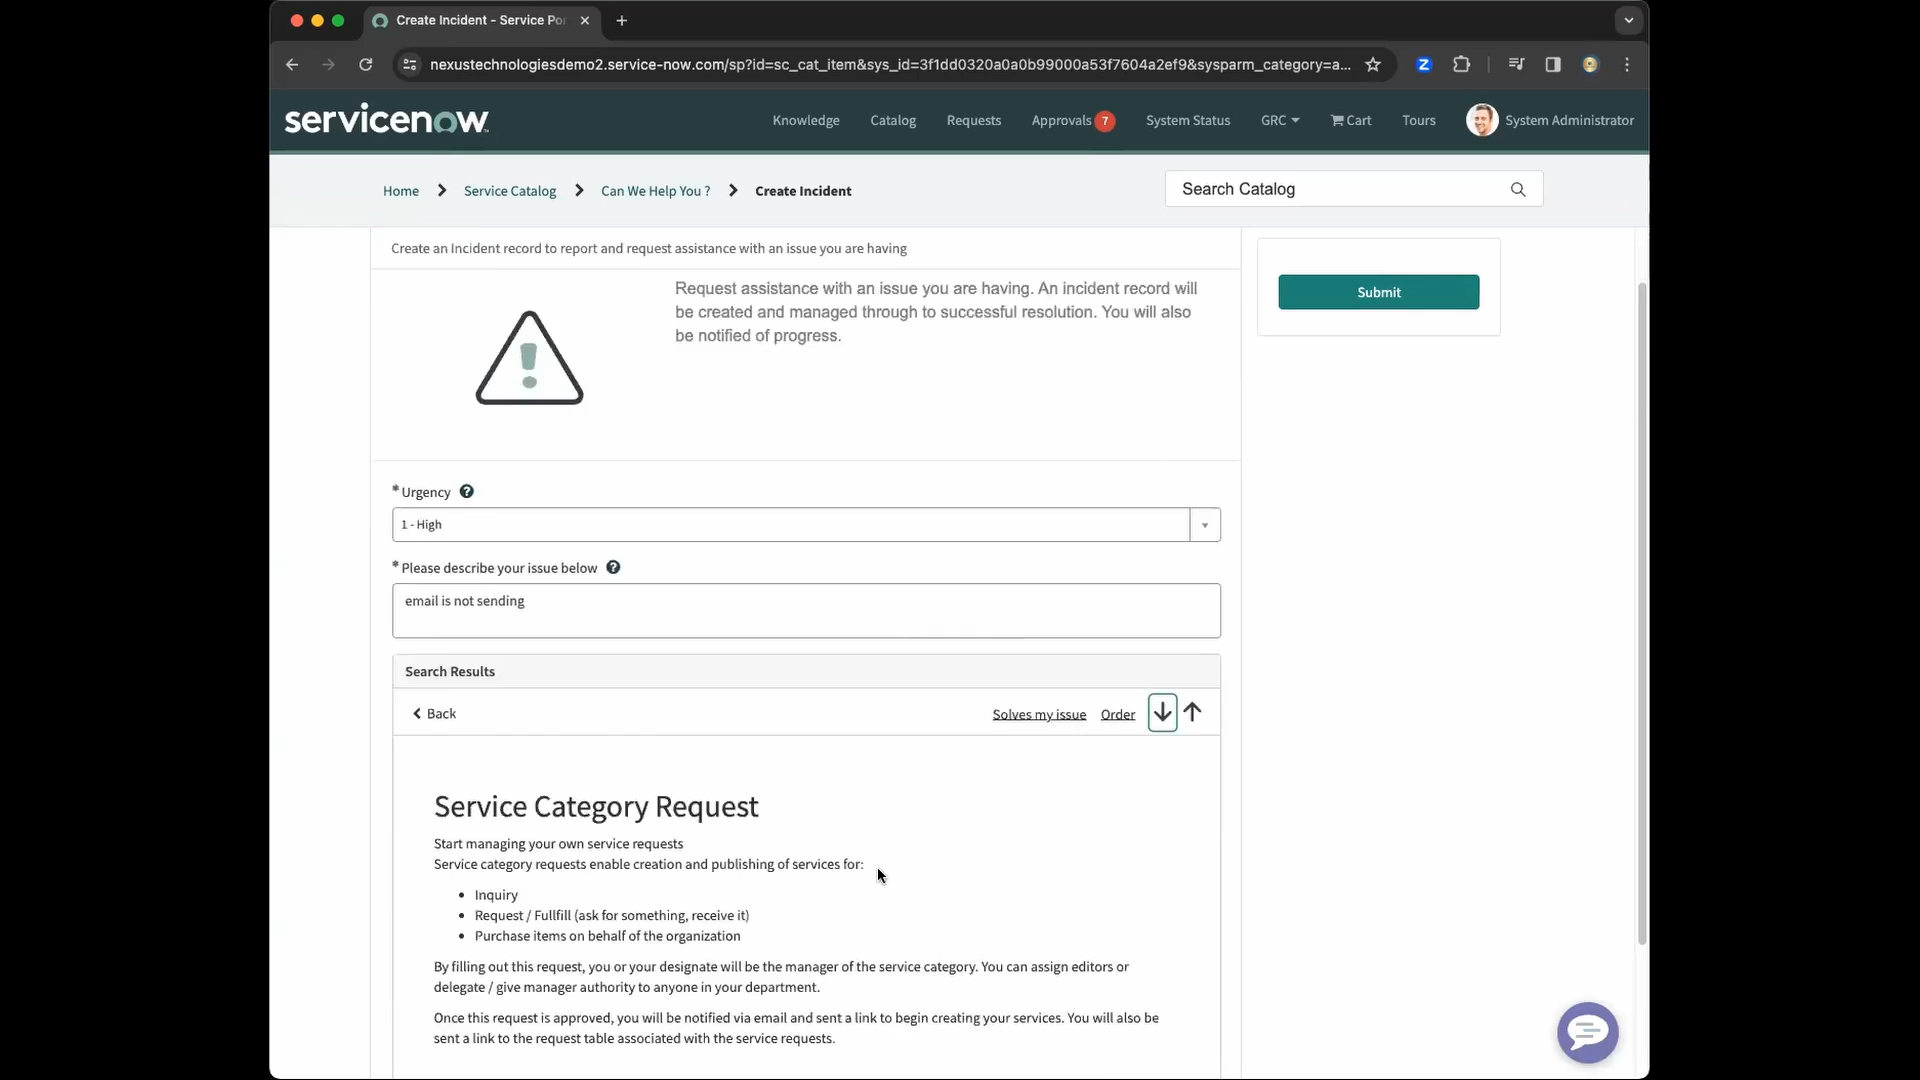 Create Incident - Service Po
nexustechnologiesdemo2.service-now.com/sp?id=sc_cat_item&sys_id=3f1dd0320a0a0b99000a53f7604a2ef9&sysparm_category=a...
servicenow
Knowledge
Catalog
Requests
Approvals 7
System Status
GRC
Cart
Tours
System Administrator
Home
Service Catalog
Can We Help You ?
Create Incident
Search Catalog
Create an Incident record to report and request assistance with an issue you are having
Request assistance with an issue you are having. An incident record will
be created and managed through to successful resolution. You will also
be notified of progress.
Submit
* Urgency
1 - High
* Please describe your issue below
email is not sending
Search Results
Back
Solves my issue
Order
Service Category Request
Start managing your own service requests
Service category requests enable creation and publishing of services for:
• Inquiry
• Request / Fullfill (ask for something, receive it)
• Purchase items on behalf of the organization
By filling out this request, you or your designate will be the manager of the service category. You can assign editors or
delegate / give manager authority to anyone in your department.
Once this request is approved, you will be notified via email and sent a link to begin creating your services. You will also be
sent a link to the request table associated with the service requests.